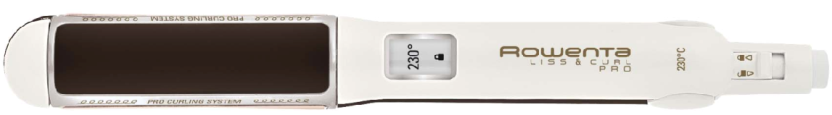 PRO CURLING SYSTEM
PRO CURLING SYSTEM
230°
Rowenta
LISS & CURL
PRO
230°C